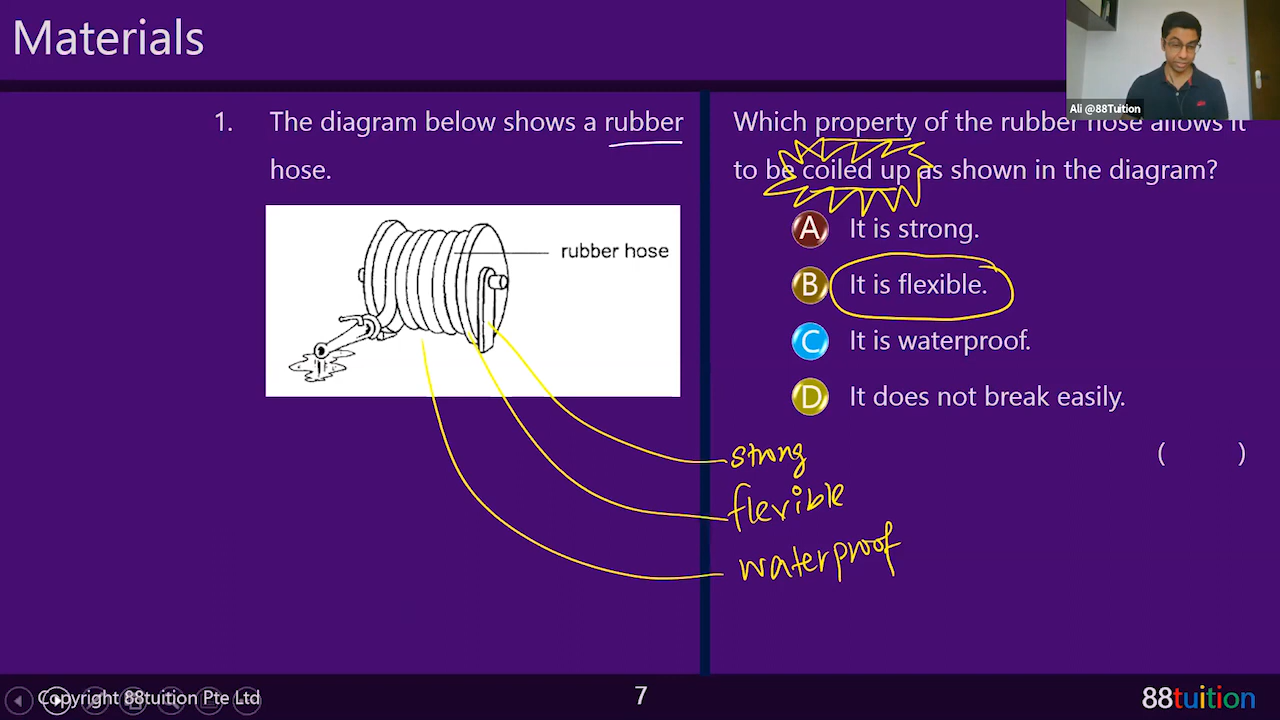 Materials
Ali @88Tuition
1. The diagram below shows a rubber
hose.
rubber hose
Which property of the rubber hose allows it
to be coiled up as shown in the diagram?
A It is strong.
B It is flexible.
C It is waterproof.
D It does not break easily.
( )
strong
flexible
waterproof
Copyright 88tuition Pte Ltd
7
88tuition